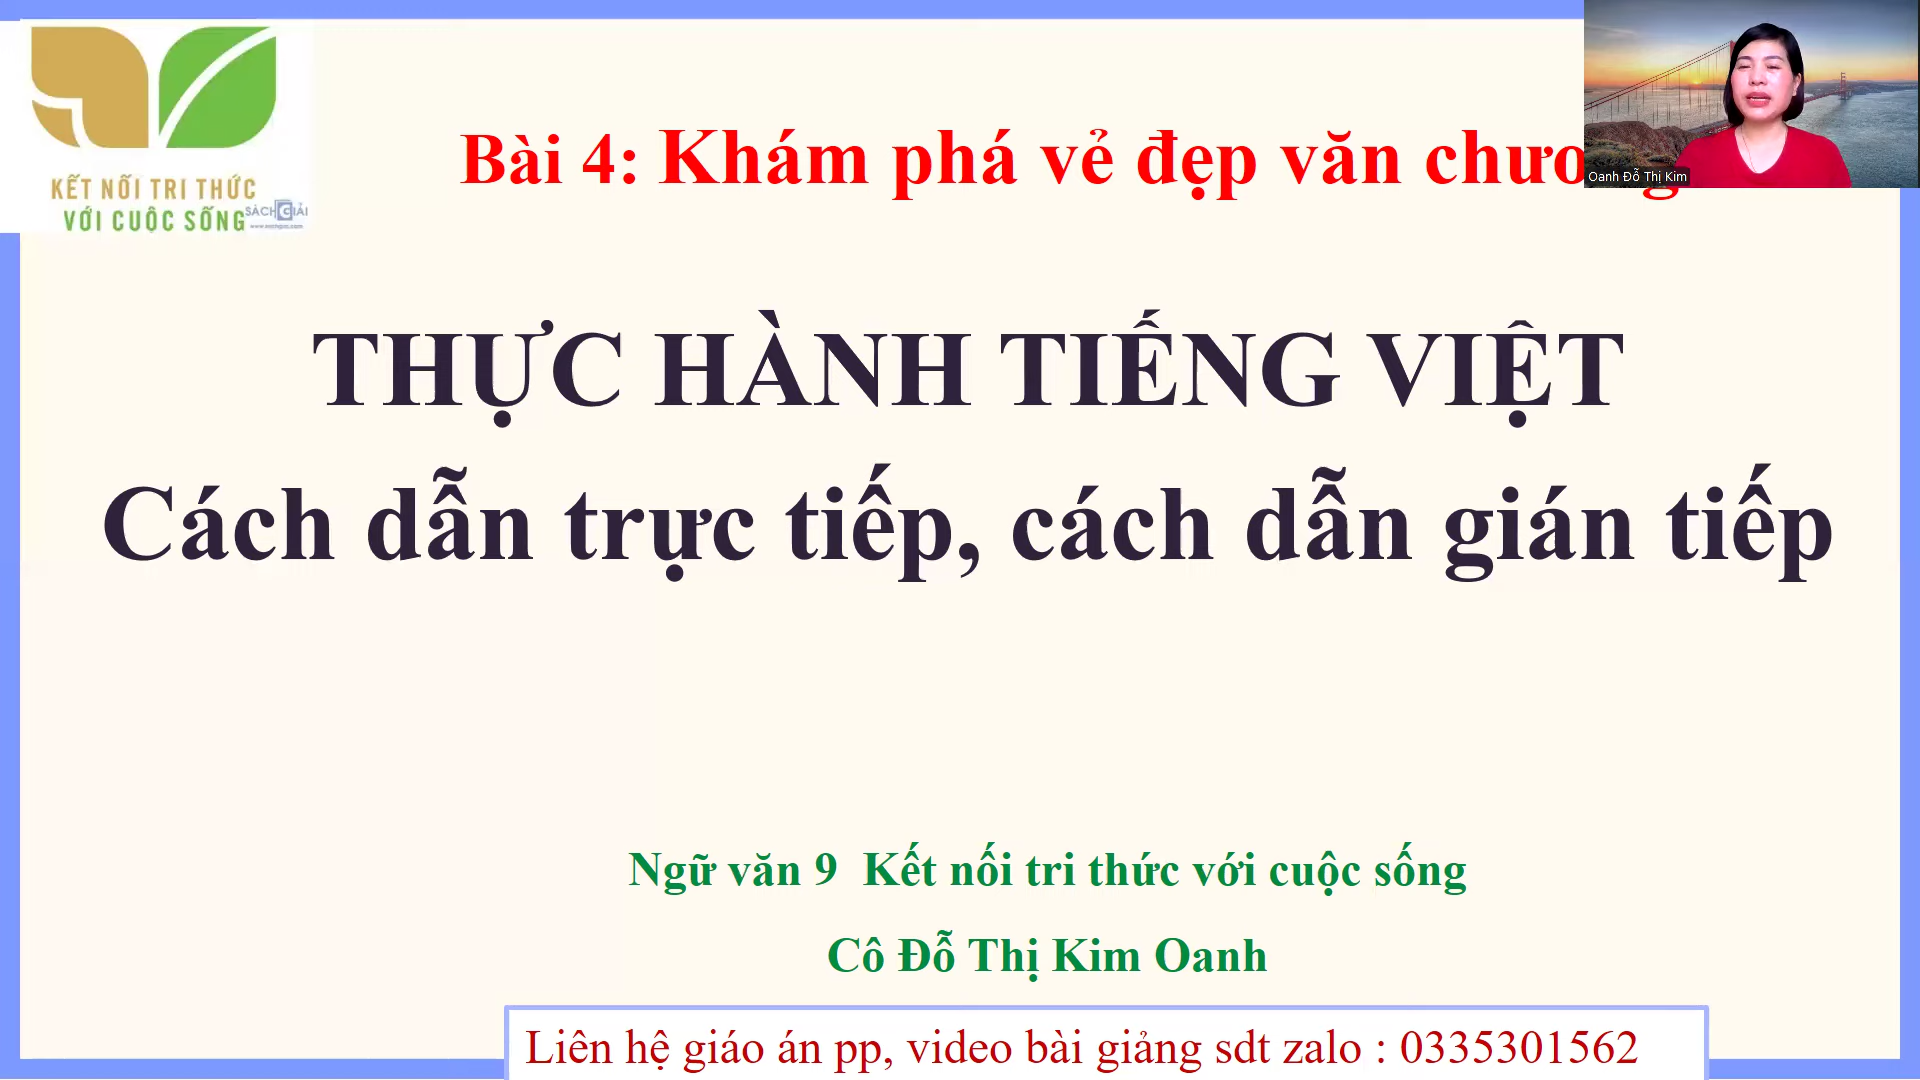 KẾT NỐI TRI THỨC
VỚI CUỘC SỐNG
SÁCH GIẢI
Bài 4: Khám phá vẻ đẹp văn
Oanh Đỗ Thị Kim
THỰC HÀNH TIẾNG VIỆT
Cách dẫn trực tiếp, cách dẫn gián tiếp
Ngữ văn 9 Kết nối tri thức với cuộc sống
Cô Đỗ Thị Kim Oanh
Liên hệ giáo án pp, video bài giảng sdt zalo : 0335301562